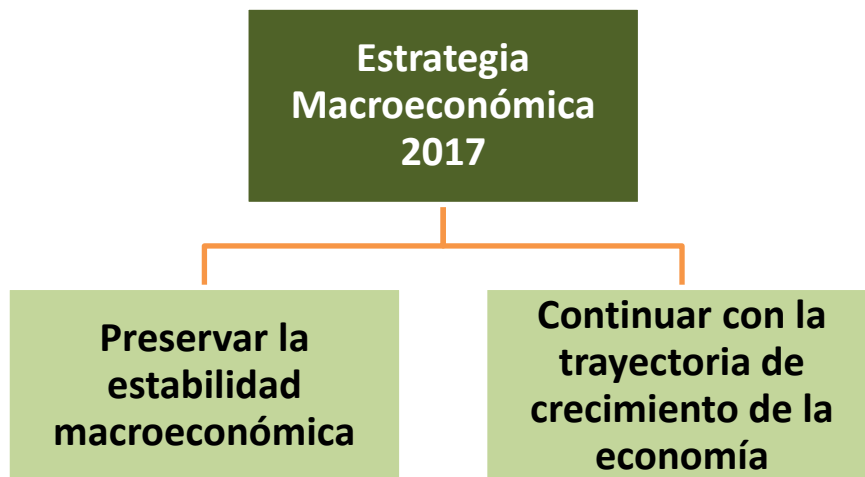 Estrategia
Macroeconómica
2017
Preservar la
estabilidad
macroeconómica
Continuar con la
trayectoria de
crecimiento de la
economía